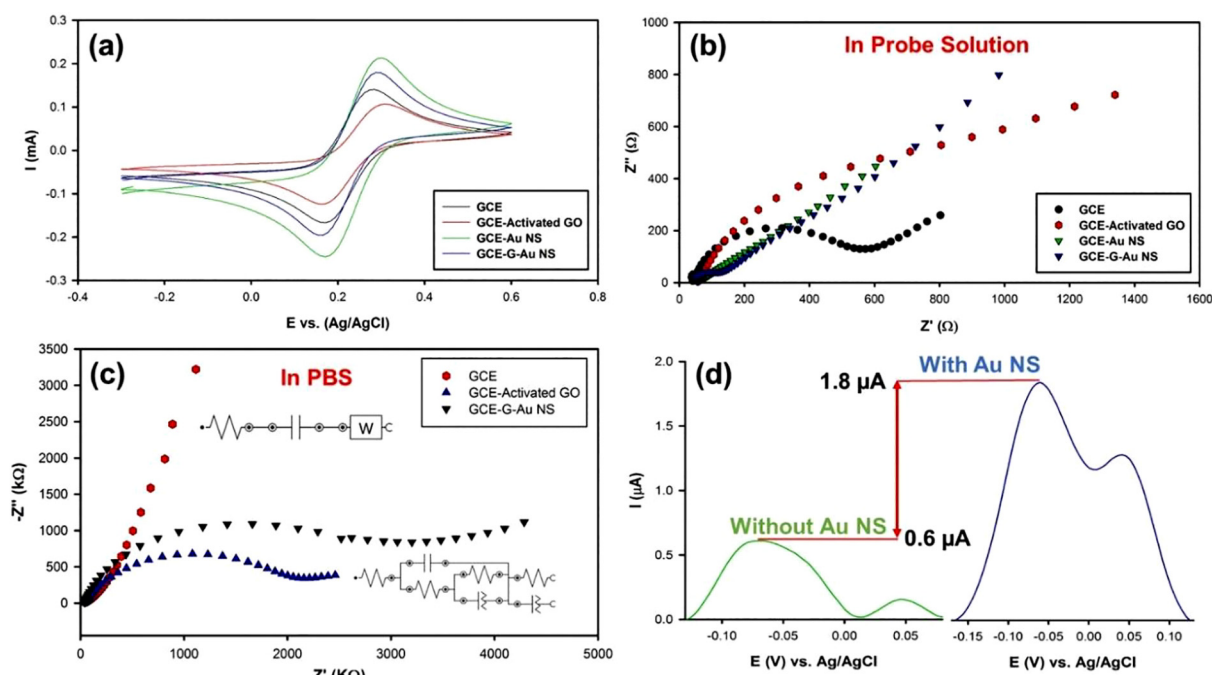 (a)
0.3
0.2
0.1
0.0
-0.1
-0.2
0.3
I (mA)
-0.4
-0.2
0.0
0.2
0.4
0.6
0.8
E vs. (Ag/AgCl)
GCE
GCE-Activated GO
GCE-Au NS
GCE-G-Au NS
(b)
In Probe Solution
1000
800
600
400
200
0
Z" (Ω)
0
200
400
600
800
1000
1200
1400
1600
Z' (Ω)
GCE
GCE-Activated GO
GCE-Au NS
GCE-G-Au NS
(c)
In PBS
3500
3000
2500
2000
1500
1000
500
0
-Z" (kΩ)
0
1000
2000
3000
4000
5000
Z' (KΩ)
GCE
GCE-Activated GO
GCE-G-Au NS
W
(d)
With Au NS
1.8 µA
Without Au NS
0.6 µA
2.0
1.5
1.0
0.5
0.0
I (µA)
-0.10
-0.05
0.00
0.05
E (V) vs. Ag/AgCl
-0.15
-0.10
-0.05
0.00
0.05
0.10
E (V) vs. Ag/AgCl